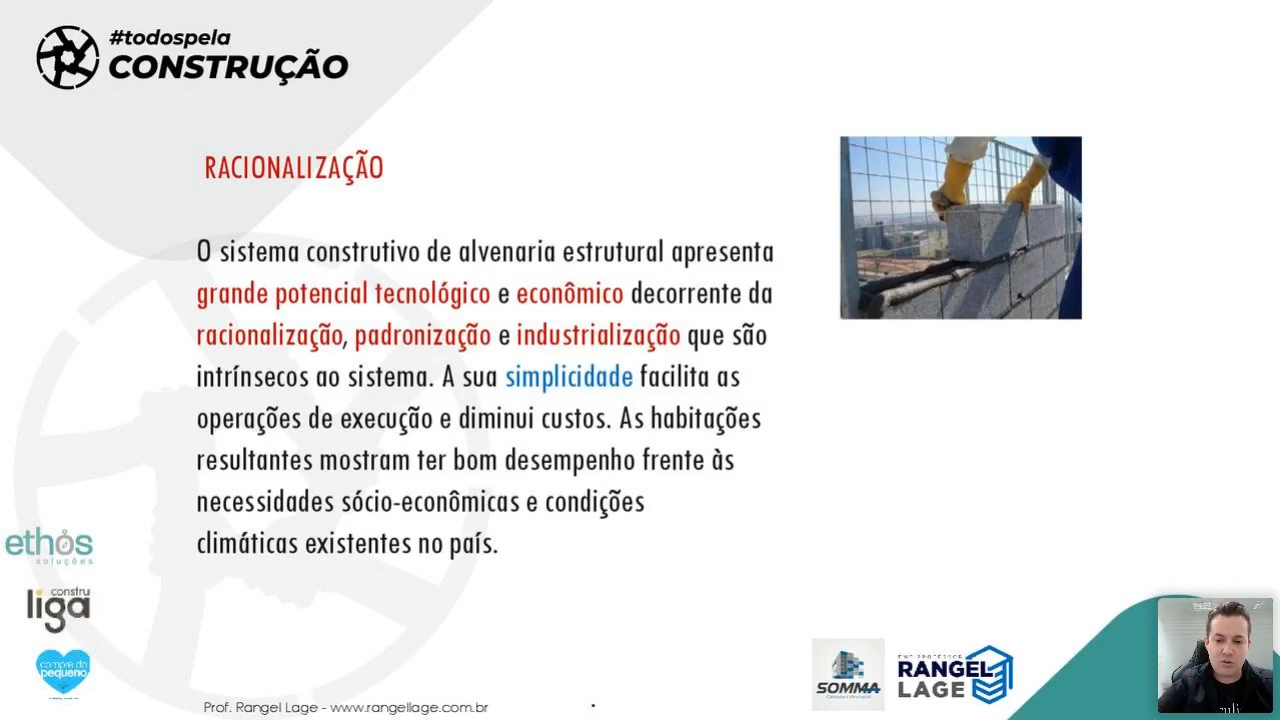 #todospela
CONSTRUÇÃO
RACIONALIZAÇÃO
O sistema construtivo de alvenaria estrutural apresenta
grande potencial tecnológico e econômico decorrente da
racionalização, padronização e industrialização que são
intrínsecos ao sistema. A sua simplicidade facilita as
operações de execução e diminui custos. As habitações
resultantes mostram ter bom desempenho frente às
necessidades sócio-econômicas e condições
climáticas existentes no país.
ethos
soluções
constru
liga
compre do
pequeno
SOMMA
ENG. PROFESSOR
RANGEL
LAGE
Prof. Rangel Lage - www.rangellage.com.br